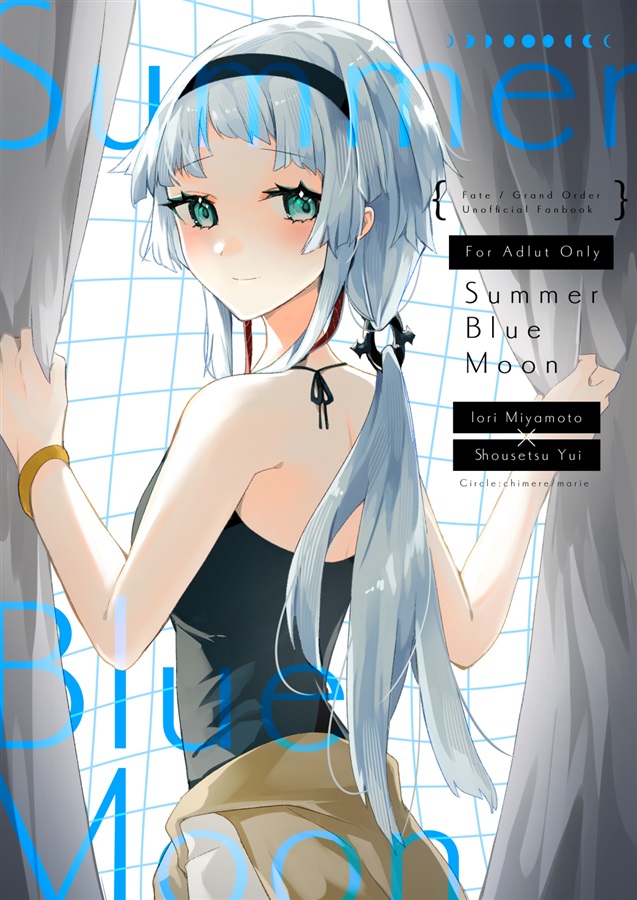 Summer
Fate / Grand Order
Unofficial Fanbook
For Adlut Only
Summer
Blue
Moon
Iori Miyamoto
×
Shousetsu Yui
Circle:chimere/marie
Blue
Moon